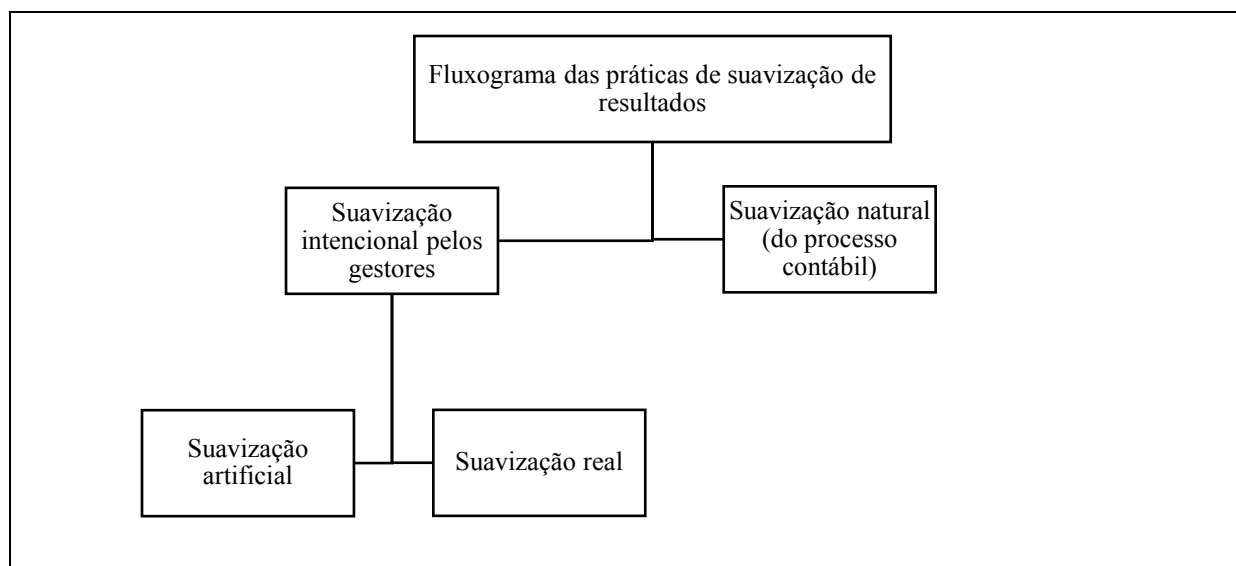 Fluxograma das práticas de suavização de
resultados
Suavização
intencional pelos
gestores
Suavização natural
(do processo
contábil)
Suavização
artificial
Suavização real